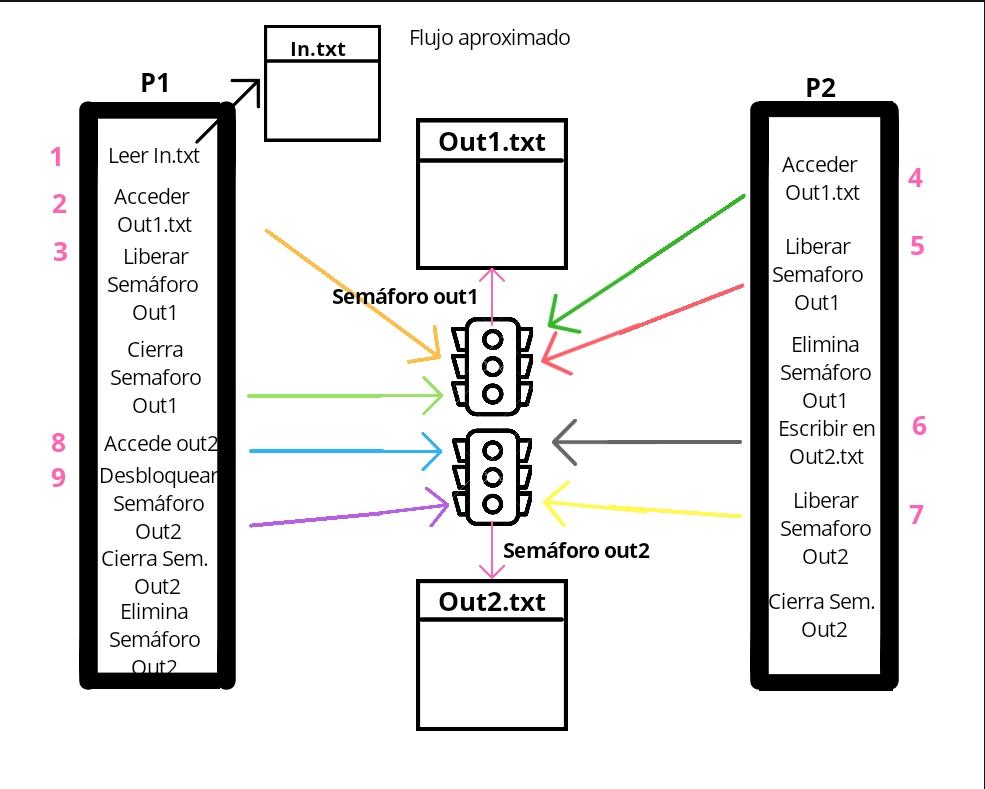 In.txt
Flujo aproximado
P1
1
Leer In.txt
2
Acceder
Out1.txt
3
Liberar
Semáforo
Out1
Cierra
Semaforo
Out1
8
Accede out2
9
Desbloquear
Semáforo
Out2
Cierra Sem.
Out2
Elimina
Semáforo
Out2
Out1.txt
Semáforo out1
Semáforo out2
Out2.txt
P2
Acceder
Out1.txt
4
Liberar
Semaforo
Out1
5
Elimina
Semáforo
Out1
Escribir en
Out2.txt
6
Liberar
Semaforo
Out2
7
Cierra Sem.
Out2